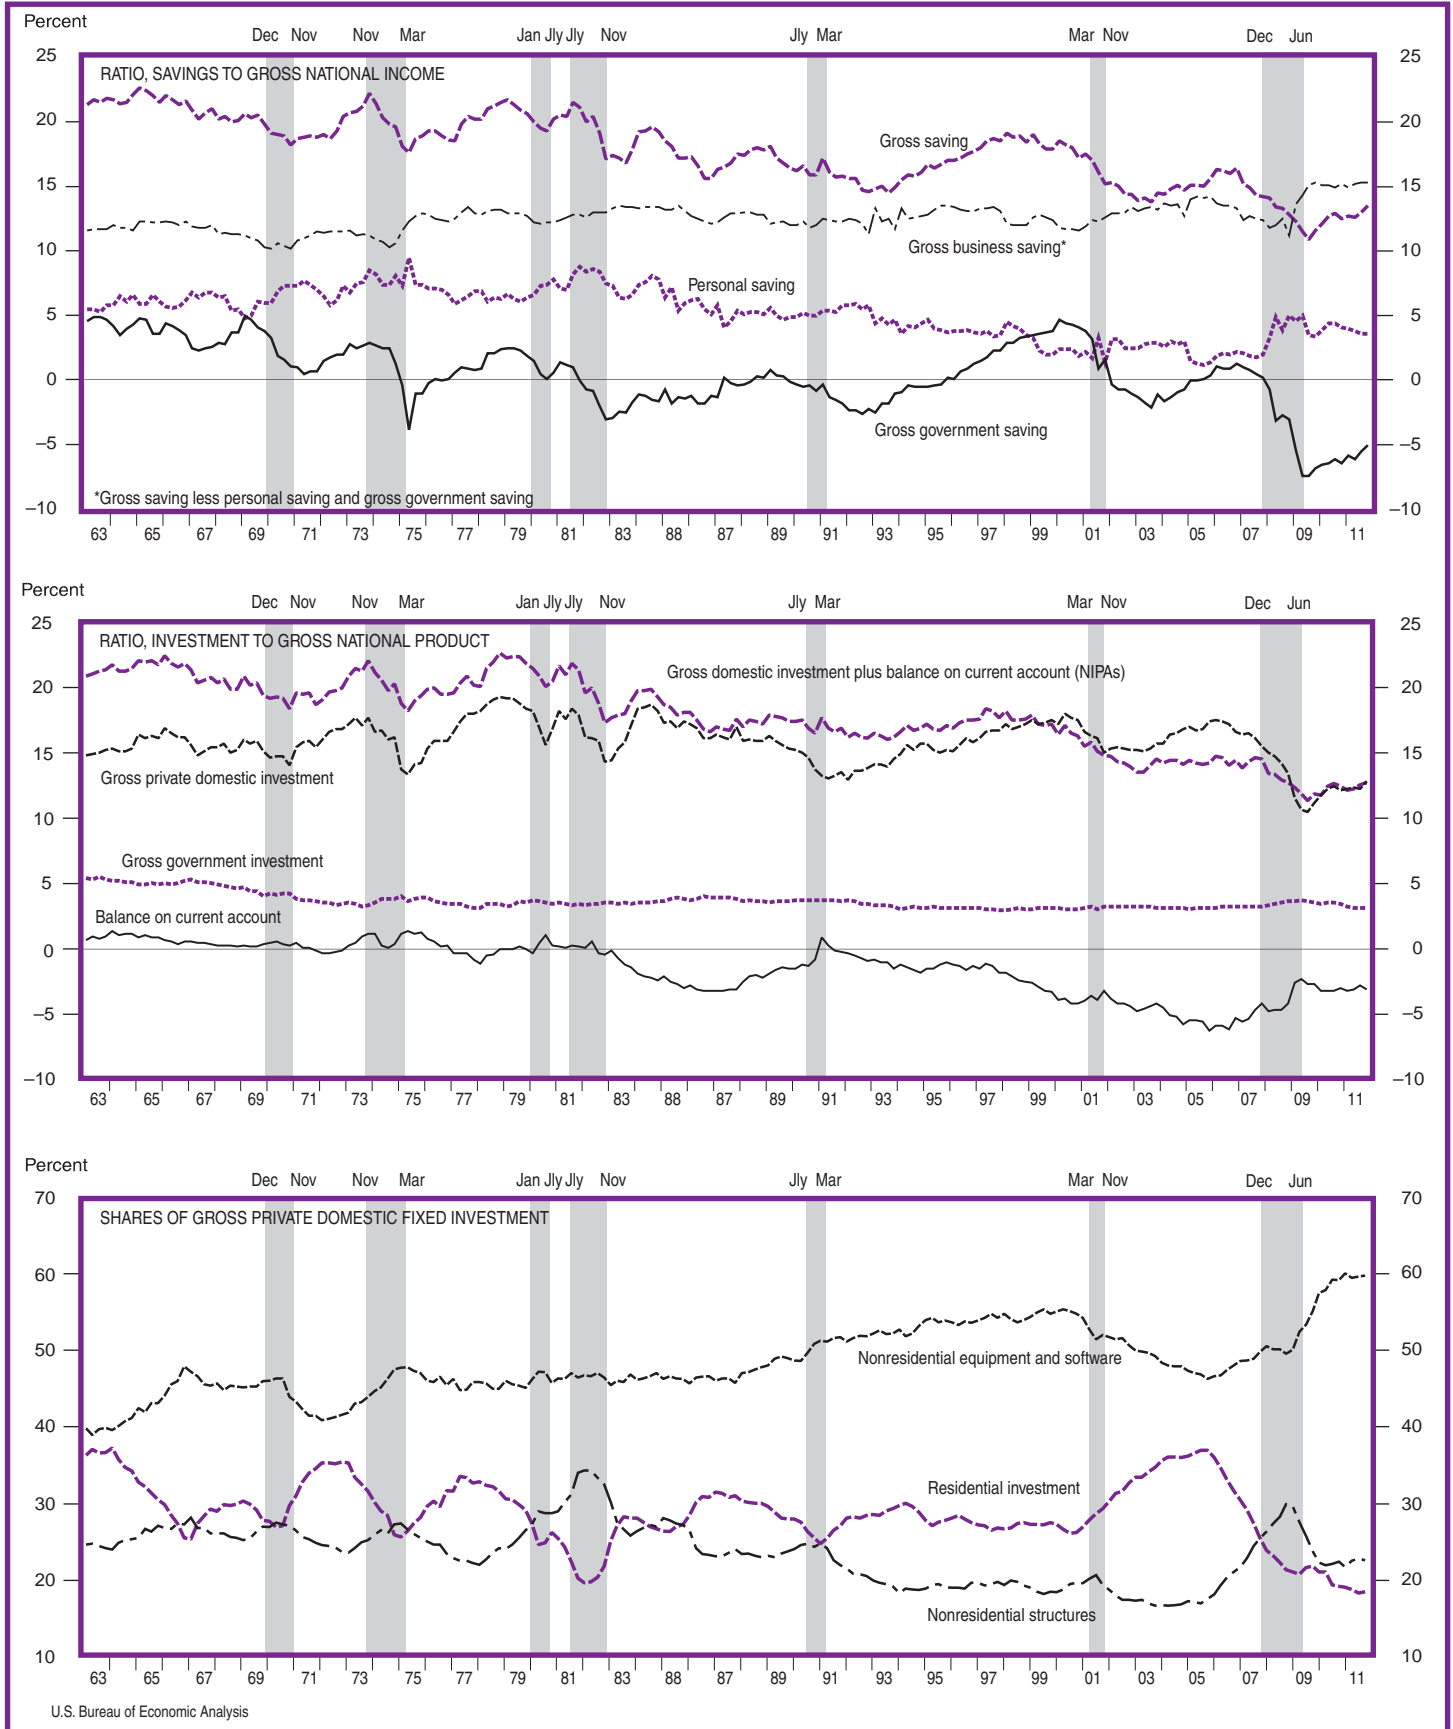 Percent
Dec Nov Nov Mar Jan Jly Jly Nov Jly Mar Mar Nov Dec Jun
25 25
RATIO, SAVINGS TO GROSS NATIONAL INCOME
20 20
Gross saving
15 15
Gross business saving*
10 10
Personal saving
5 5
0 0
Gross government saving
–5 –5
*Gross saving less personal saving and gross government saving
–10 –10
63 65 67 69 71 73 75 77 79 81 83 88 87 89 91 93 95 97 99 01 03 05 07 09 11
Percent
Dec Nov Nov Mar Jan Jly Jly Nov Jly Mar Mar Nov Dec Jun
25 25
RATIO, INVESTMENT TO GROSS NATIONAL PRODUCT
Gross domestic investment plus balance on current account (NIPAs)
20 20
15 15
Gross private domestic investment
10 10
Gross government investment
5 5
Balance on current account
0 0
–5 –5
–10 –10
63 65 67 69 71 73 75 77 79 81 83 88 87 89 91 93 95 97 99 01 03 05 07 09 11
Percent
Dec Nov Nov Mar Jan Jly Jly Nov Jly Mar Mar Nov Dec Jun
70 70
SHARES OF GROSS PRIVATE DOMESTIC FIXED INVESTMENT
60 60
50 50
Nonresidential equipment and software
40 40
Residential investment
30 30
20 20
Nonresidential structures
10 10
63 65 67 69 71 73 75 77 79 81 83 88 87 89 91 93 95 97 99 01 03 05 07 09 11
U.S. Bureau of Economic Analysis